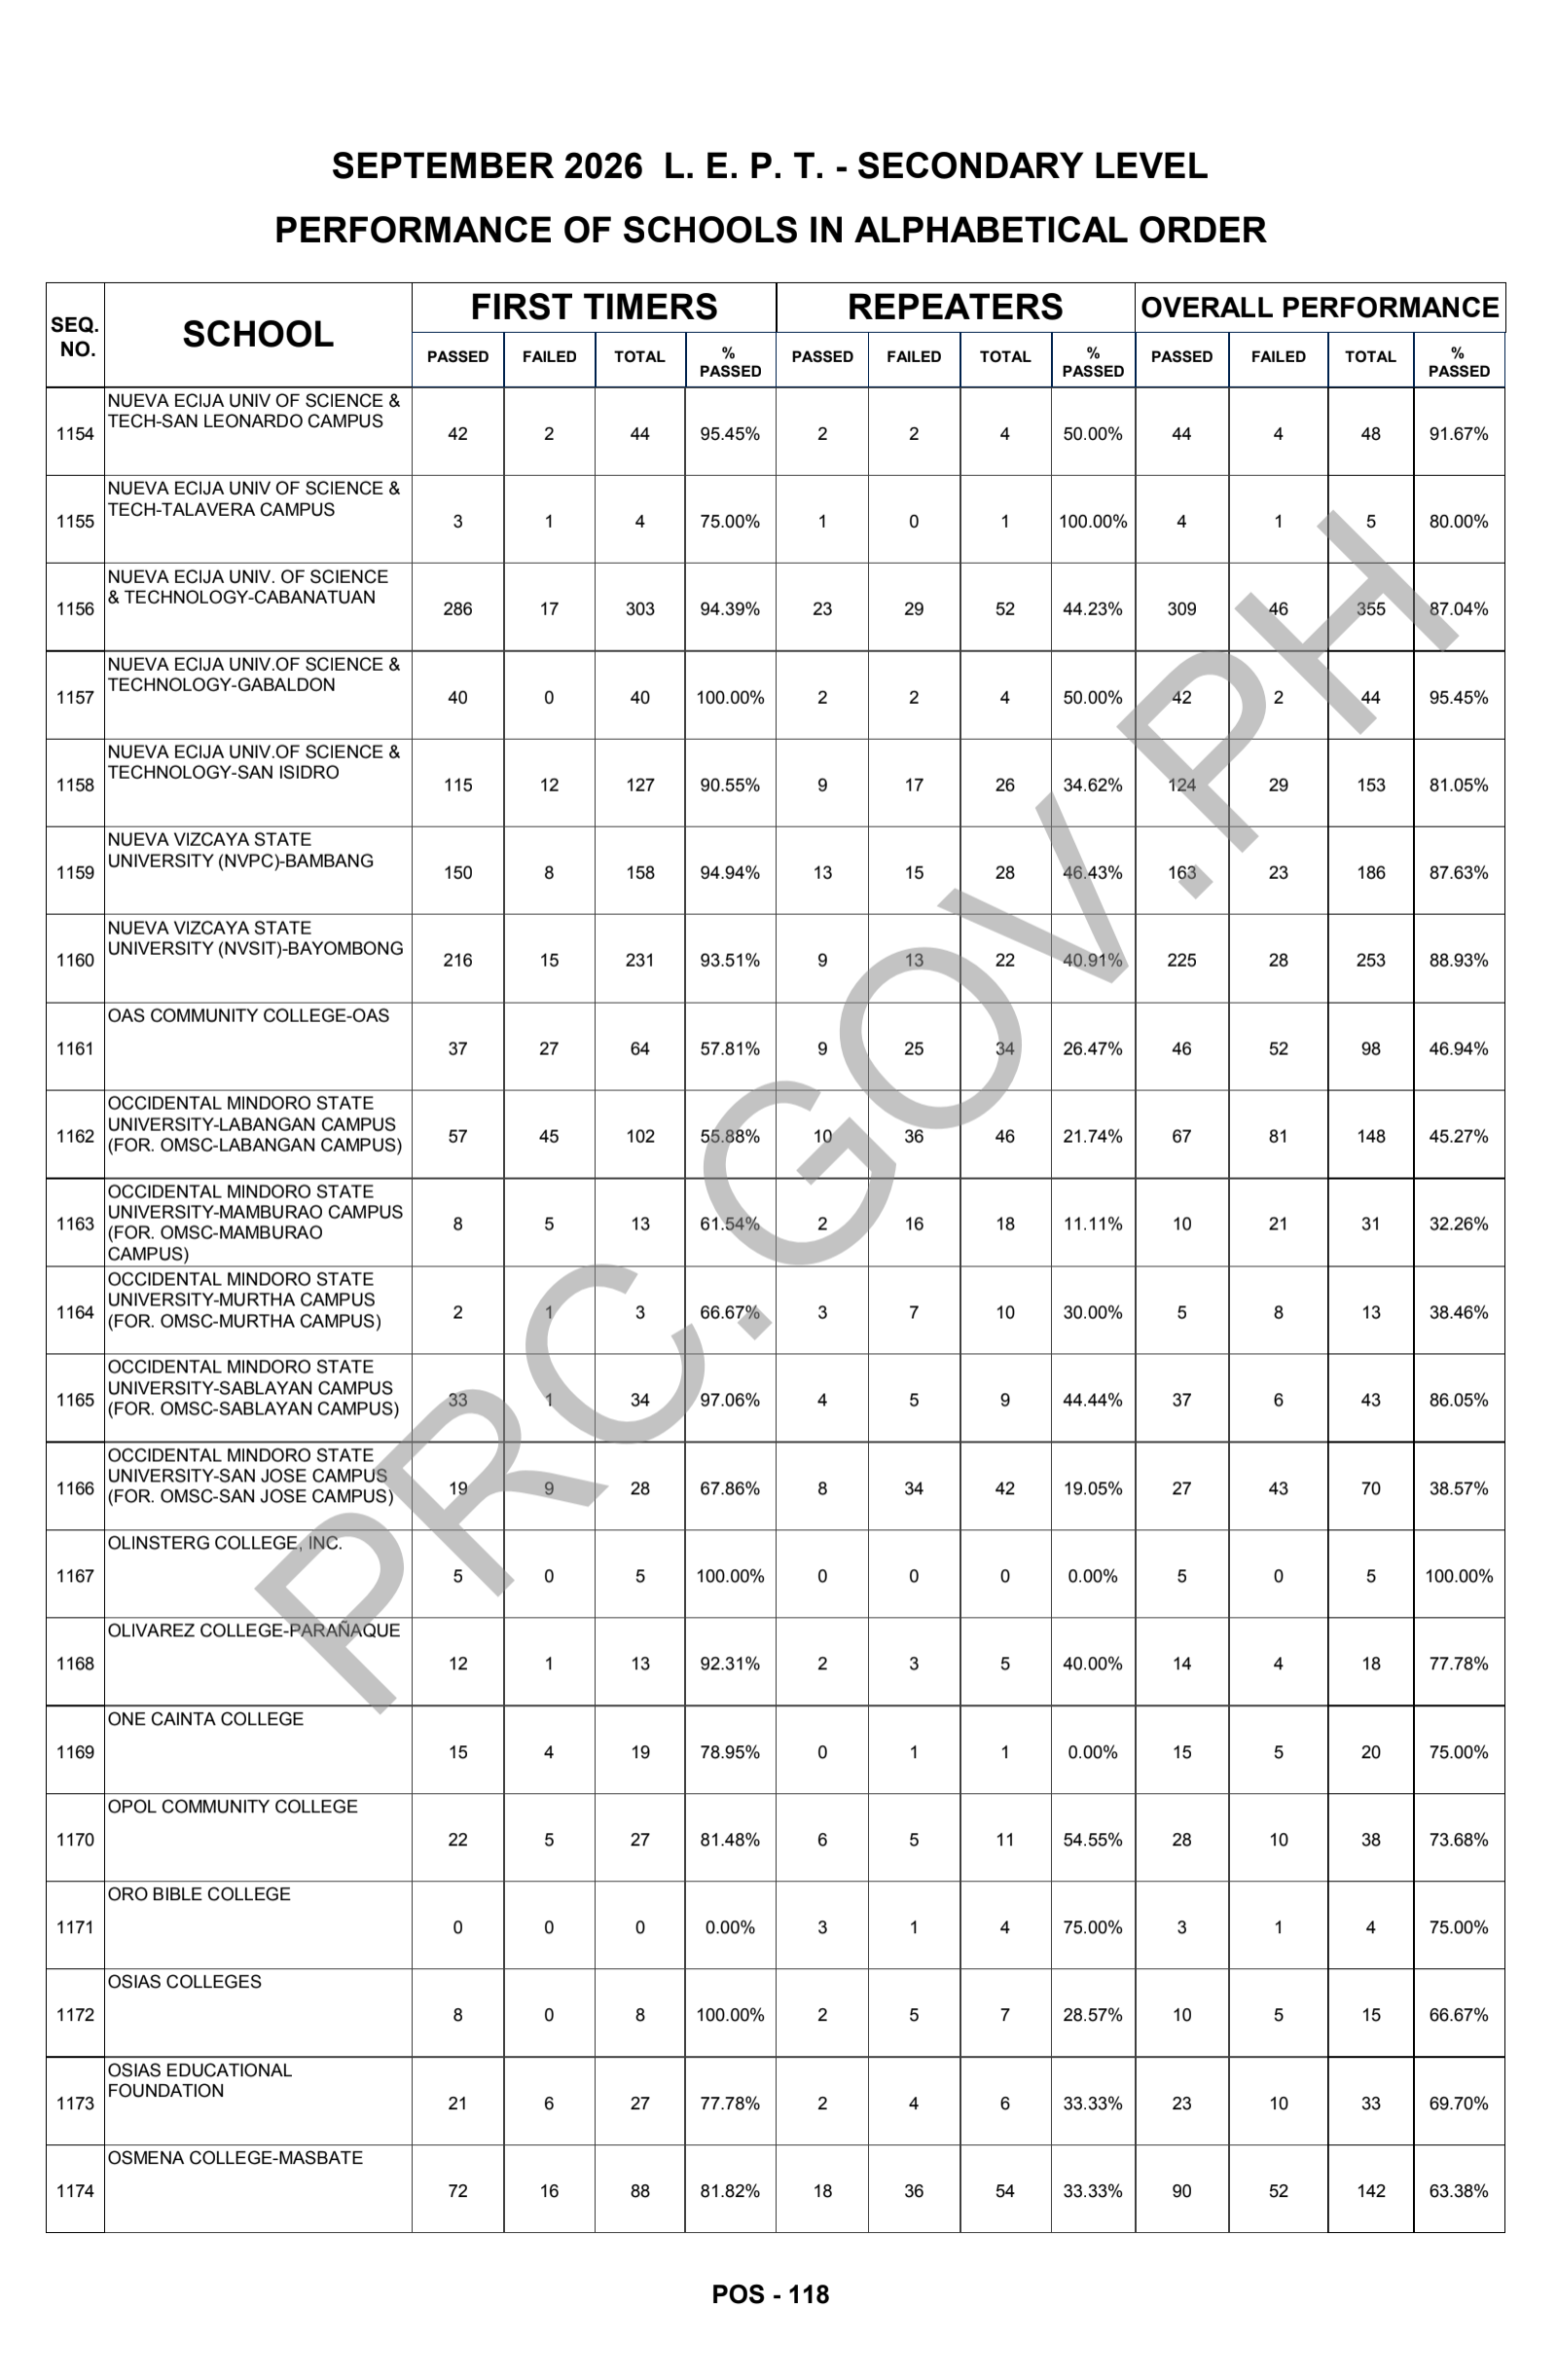 SEPTEMBER 2026 L. E. P. T. - SECONDARY LEVEL
PERFORMANCE OF SCHOOLS IN ALPHABETICAL ORDER
SEQ. NO. SCHOOL FIRST TIMERS REPEATERS OVERALL PERFORMANCE
PASSED FAILED TOTAL % PASSED PASSED FAILED TOTAL % PASSED PASSED FAILED TOTAL % PASSED
NUEVA ECIJA UNIV OF SCIENCE &
TECH-SAN LEONARDO CAMPUS
1154 42 2 44 95.45% 2 2 4 50.00% 44 4 48 91.67%
NUEVA ECIJA UNIV OF SCIENCE &
TECH-TALAVERA CAMPUS
1155 3 1 4 75.00% 1 0 1 100.00% 4 1 5 80.00%
NUEVA ECIJA UNIV. OF SCIENCE
& TECHNOLOGY-CABANATUAN
1156 286 17 303 94.39% 23 29 52 44.23% 309 46 355 87.04%
NUEVA ECIJA UNIV.OF SCIENCE &
TECHNOLOGY-GABALDON
1157 40 0 40 100.00% 2 2 4 50.00% 42 2 44 95.45%
NUEVA ECIJA UNIV.OF SCIENCE &
TECHNOLOGY-SAN ISIDRO
1158 115 12 127 90.55% 9 17 26 34.62% 124 29 153 81.05%
NUEVA VIZCAYA STATE
UNIVERSITY (NVPC)-BAMBANG
1159 150 8 158 94.94% 13 15 28 46.43% 163 23 186 87.63%
NUEVA VIZCAYA STATE
UNIVERSITY (NVSIT)-BAYOMBONG
1160 216 15 231 93.51% 9 13 22 40.91% 225 28 253 88.93%
OAS COMMUNITY COLLEGE-OAS
1161 37 27 64 57.81% 9 25 34 26.47% 46 52 98 46.94%
OCCIDENTAL MINDORO STATE
UNIVERSITY-LABANGAN CAMPUS
(FOR. OMSC-LABANGAN CAMPUS)
1162 57 45 102 55.88% 10 36 46 21.74% 67 81 148 45.27%
OCCIDENTAL MINDORO STATE
UNIVERSITY-MAMBURAO CAMPUS
(FOR. OMSC-MAMBURAO
CAMPUS)
1163 8 5 13 61.54% 2 16 18 11.11% 10 21 31 32.26%
OCCIDENTAL MINDORO STATE
UNIVERSITY-MURTHA CAMPUS
(FOR. OMSC-MURTHA CAMPUS)
1164 2 1 3 66.67% 3 7 10 30.00% 5 8 13 38.46%
OCCIDENTAL MINDORO STATE
UNIVERSITY-SABLAYAN CAMPUS
(FOR. OMSC-SABLAYAN CAMPUS)
1165 33 1 34 97.06% 4 5 9 44.44% 37 6 43 86.05%
OCCIDENTAL MINDORO STATE
UNIVERSITY-SAN JOSE CAMPUS
(FOR. OMSC-SAN JOSE CAMPUS)
1166 19 9 28 67.86% 8 34 42 19.05% 27 43 70 38.57%
OLINSTERG COLLEGE, INC.
1167 5 0 5 100.00% 0 0 0 0.00% 5 0 5 100.00%
OLIVAREZ COLLEGE-PARAÑAQUE
1168 12 1 13 92.31% 2 3 5 40.00% 14 4 18 77.78%
ONE CAINTA COLLEGE
1169 15 4 19 78.95% 0 1 1 0.00% 15 5 20 75.00%
OPOL COMMUNITY COLLEGE
1170 22 5 27 81.48% 6 5 11 54.55% 28 10 38 73.68%
ORO BIBLE COLLEGE
1171 0 0 0 0.00% 3 1 4 75.00% 3 1 4 75.00%
OSIAS COLLEGES
1172 8 0 8 100.00% 2 5 7 28.57% 10 5 15 66.67%
OSIAS EDUCATIONAL
FOUNDATION
1173 21 6 27 77.78% 2 4 6 33.33% 23 10 33 69.70%
OSMENA COLLEGE-MASBATE
1174 72 16 88 81.82% 18 36 54 33.33% 90 52 142 63.38%
PRC.GOV.PH
POS - 118